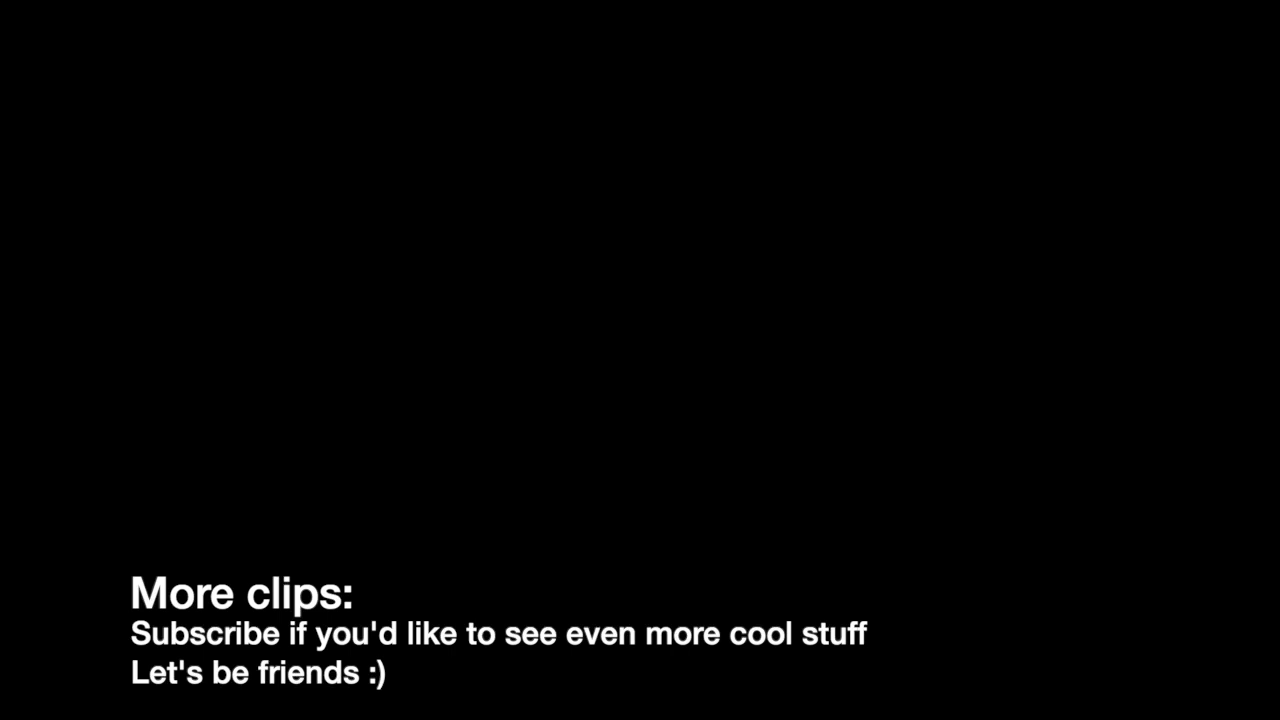 More clips:
Subscribe if you'd like to see even more cool stuff
Let's be friends :)